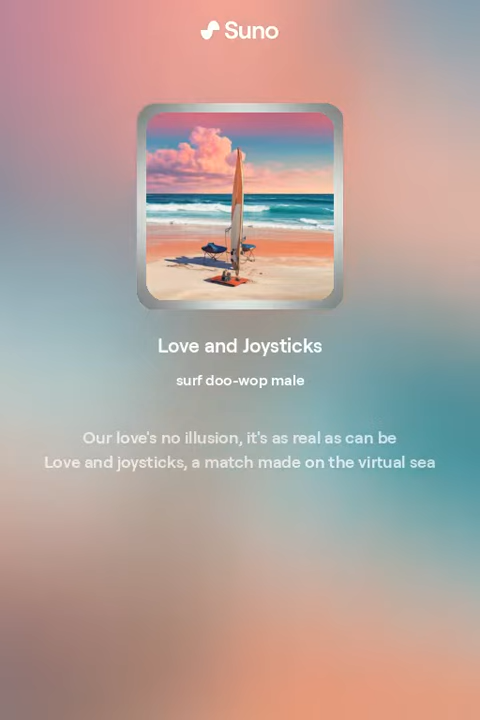 Suno
Love and Joysticks
surf doo-wop male
Our love's no illusion, it's as real as can be
Love and joysticks, a match made on the virtual sea